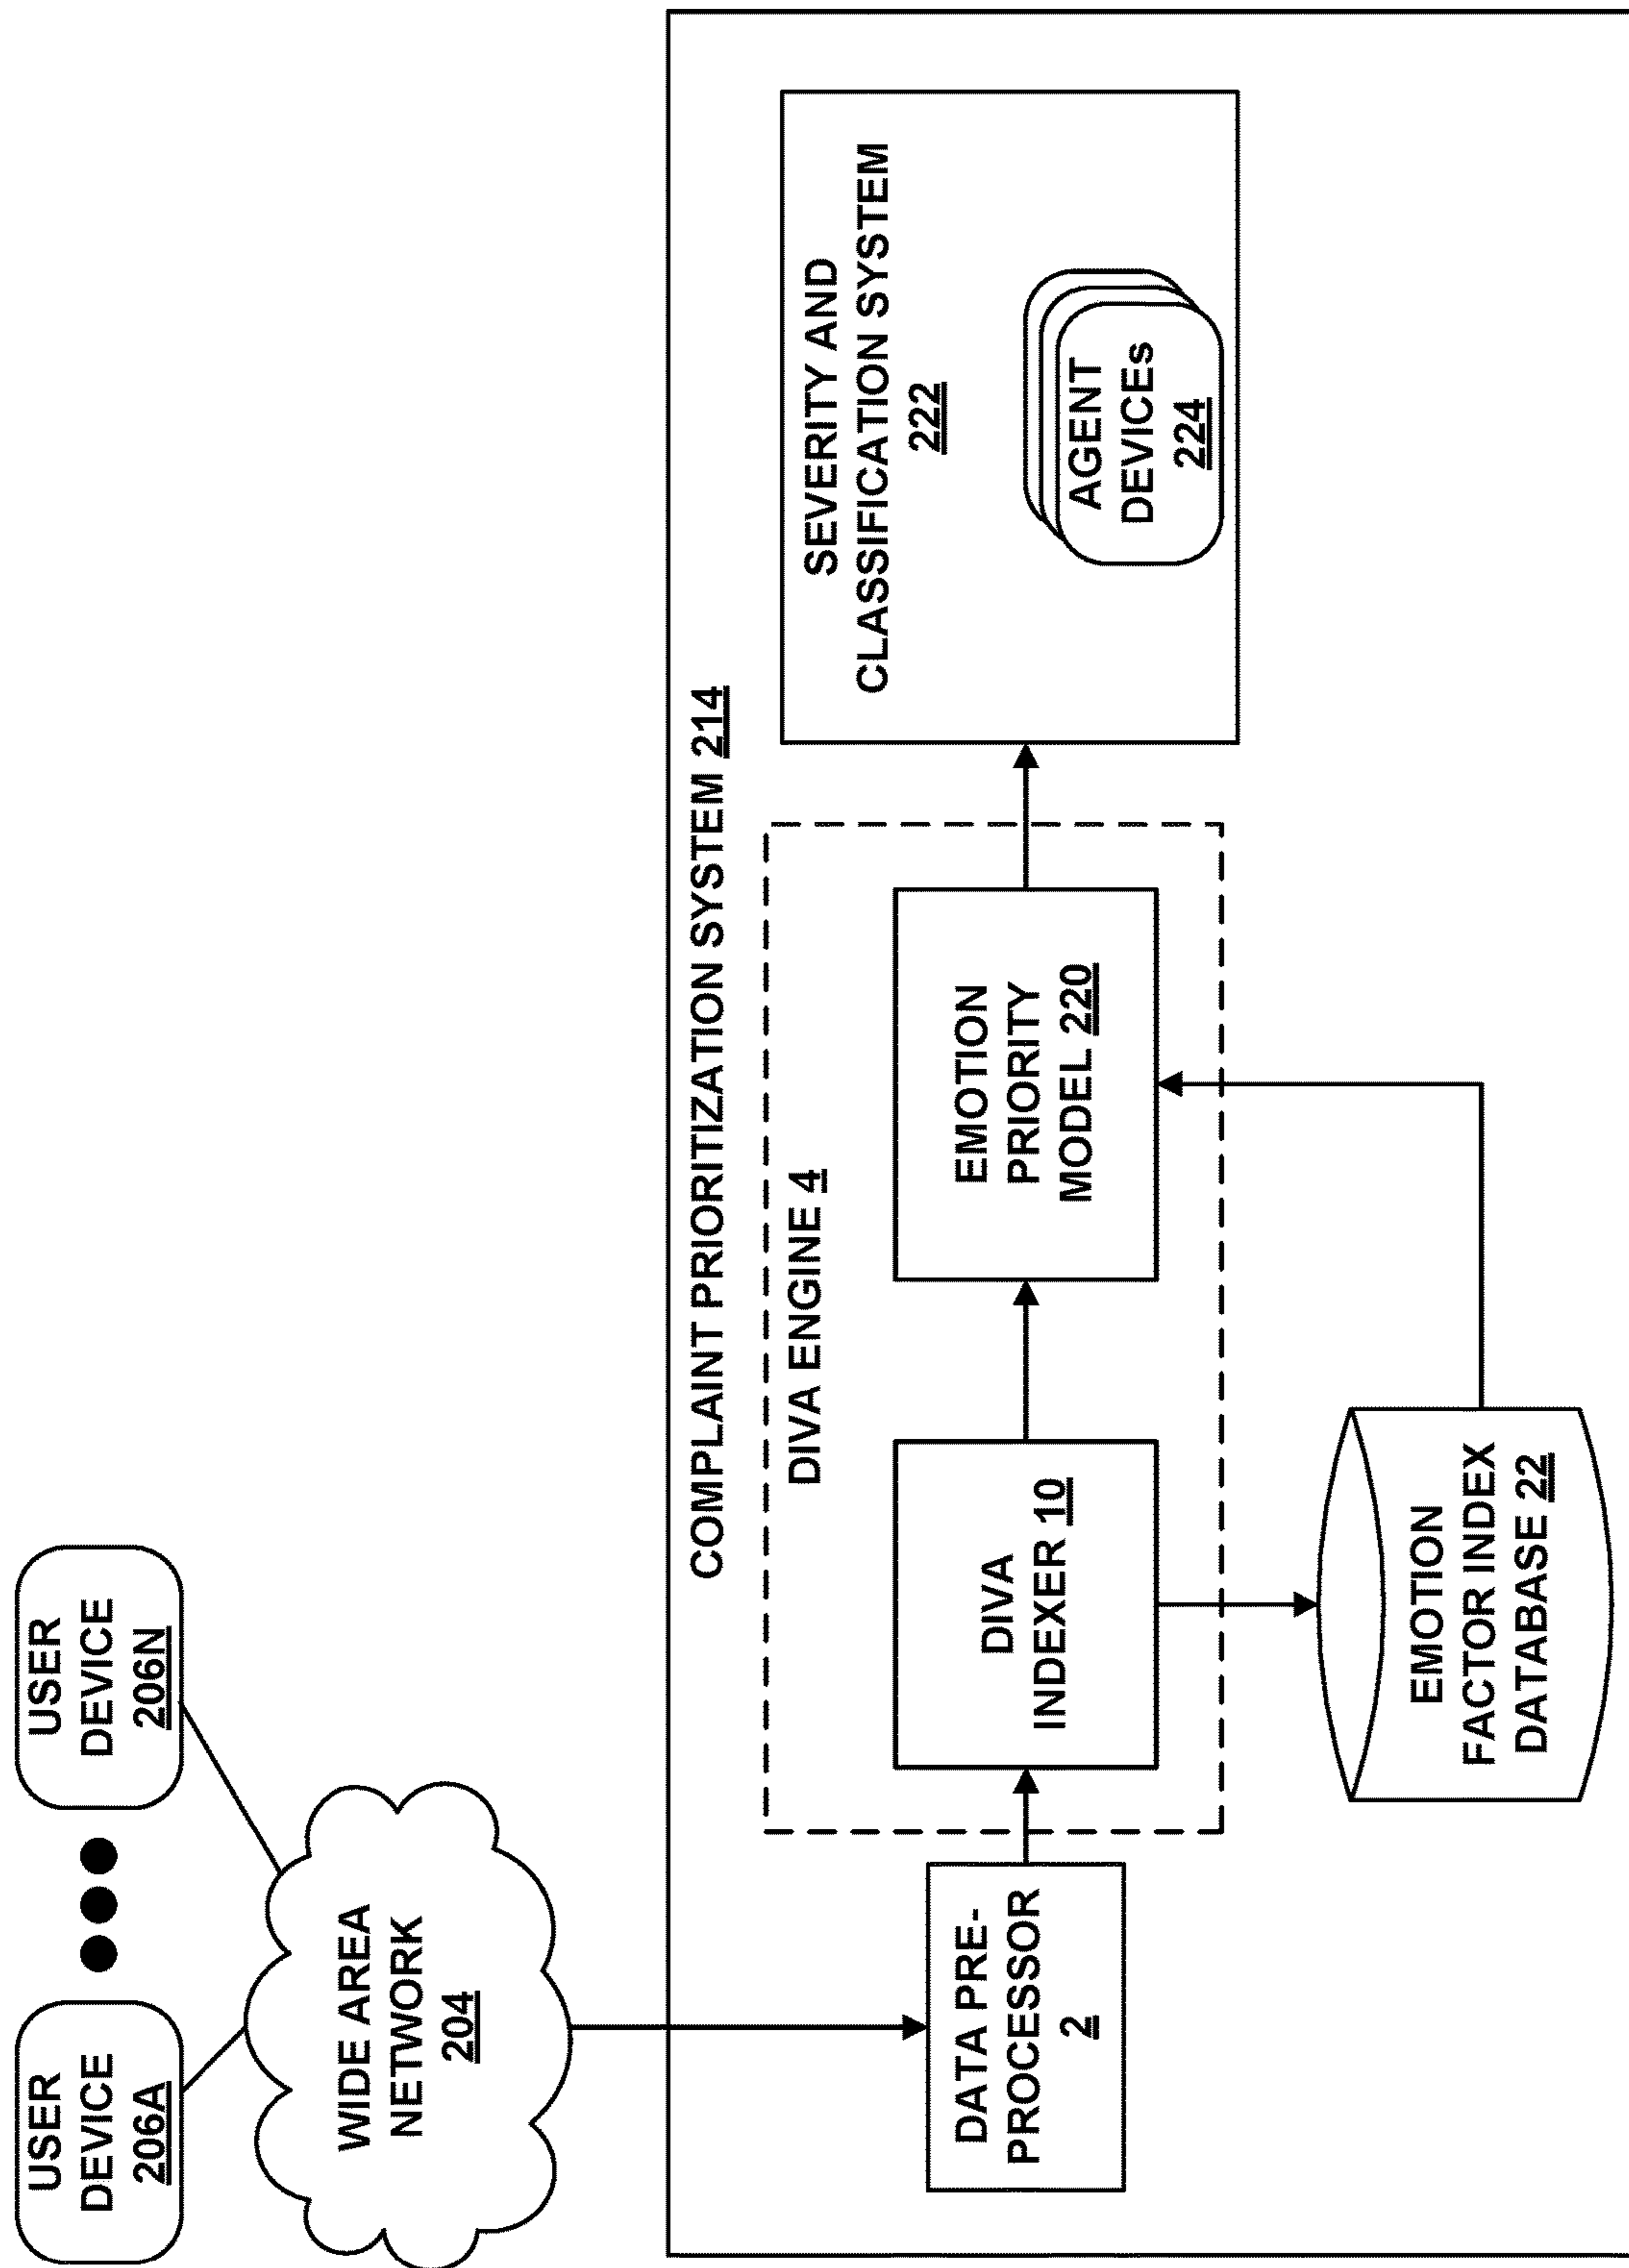 USER
DEVICE
206A
USER
DEVICE
206N
WIDE AREA
NETWORK
204
COMPLAINT PRIORITIZATION SYSTEM 214
DATA PRE-
PROCESSOR
2
DIVA ENGINE 4
DIVA
INDEXER 10
EMOTION
PRIORITY
MODEL 220
SEVERITY AND
CLASSIFICATION SYSTEM
222
AGENT
DEVICEs
224
EMOTION
FACTOR INDEX
DATABASE 22